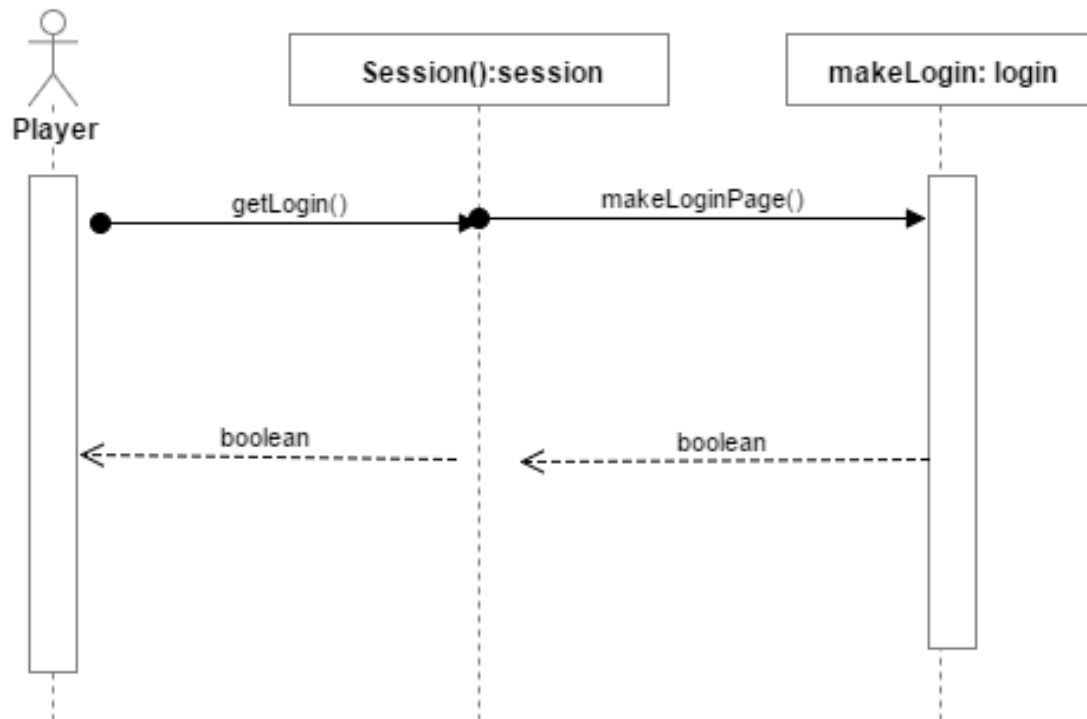 Player
Session():session
makeLogin: login
getLogin()
makeLoginPage()
boolean
boolean